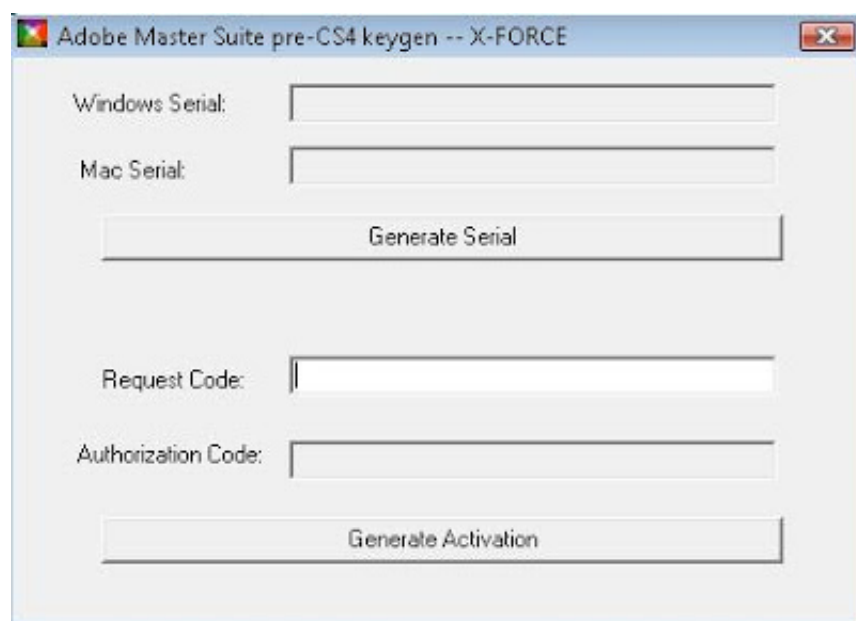 Adobe Master Suite pre-CS4 keygen -- X-FORCE
Windows Serial:
Mac Serial:
Generate Serial
Request Code:
Authorization Code:
Generate Activation